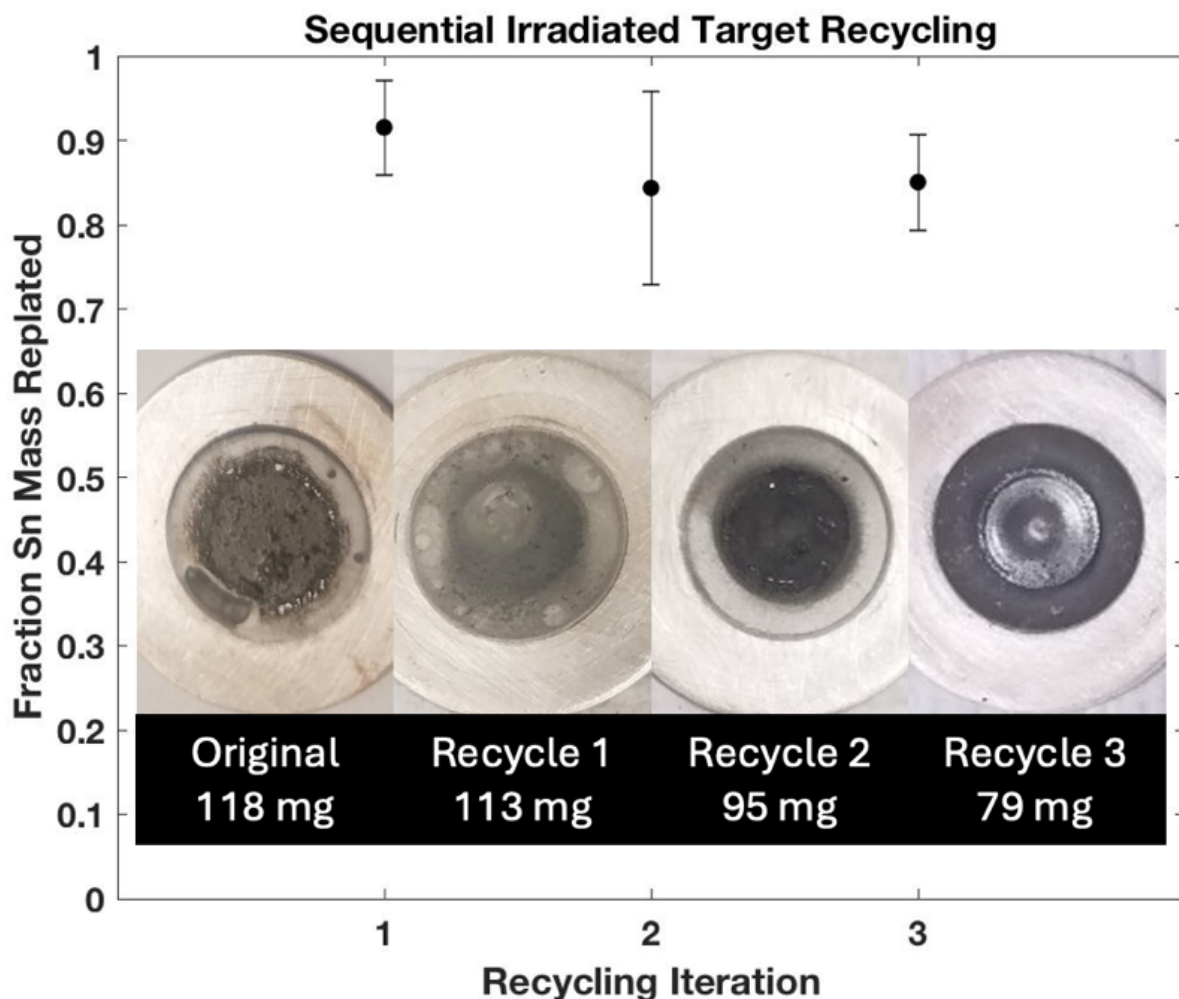 Sequential Irradiated Target Recycling
Fraction Sn Mass Replated
1
0.9
0.8
0.7
0.6
0.5
0.4
0.3
0.2
0.1
0
Original
118 mg
Recycle 1
113 mg
Recycle 2
95 mg
Recycle 3
79 mg
1
2
3
Recycling Iteration